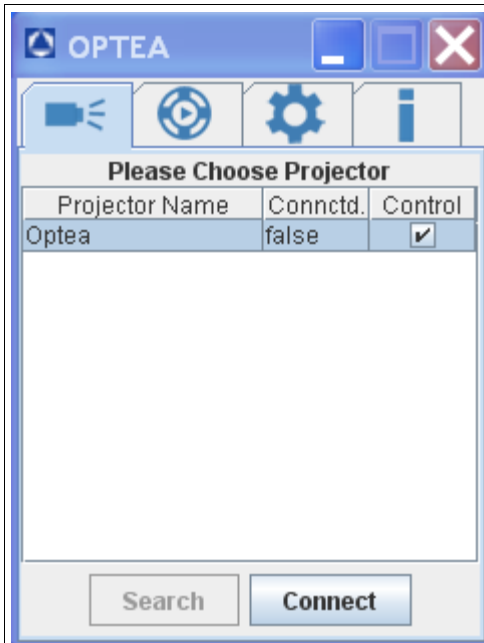 OPTEA
Please Choose Projector
Projector Name Connctd. Control
Optea false
Search Connect